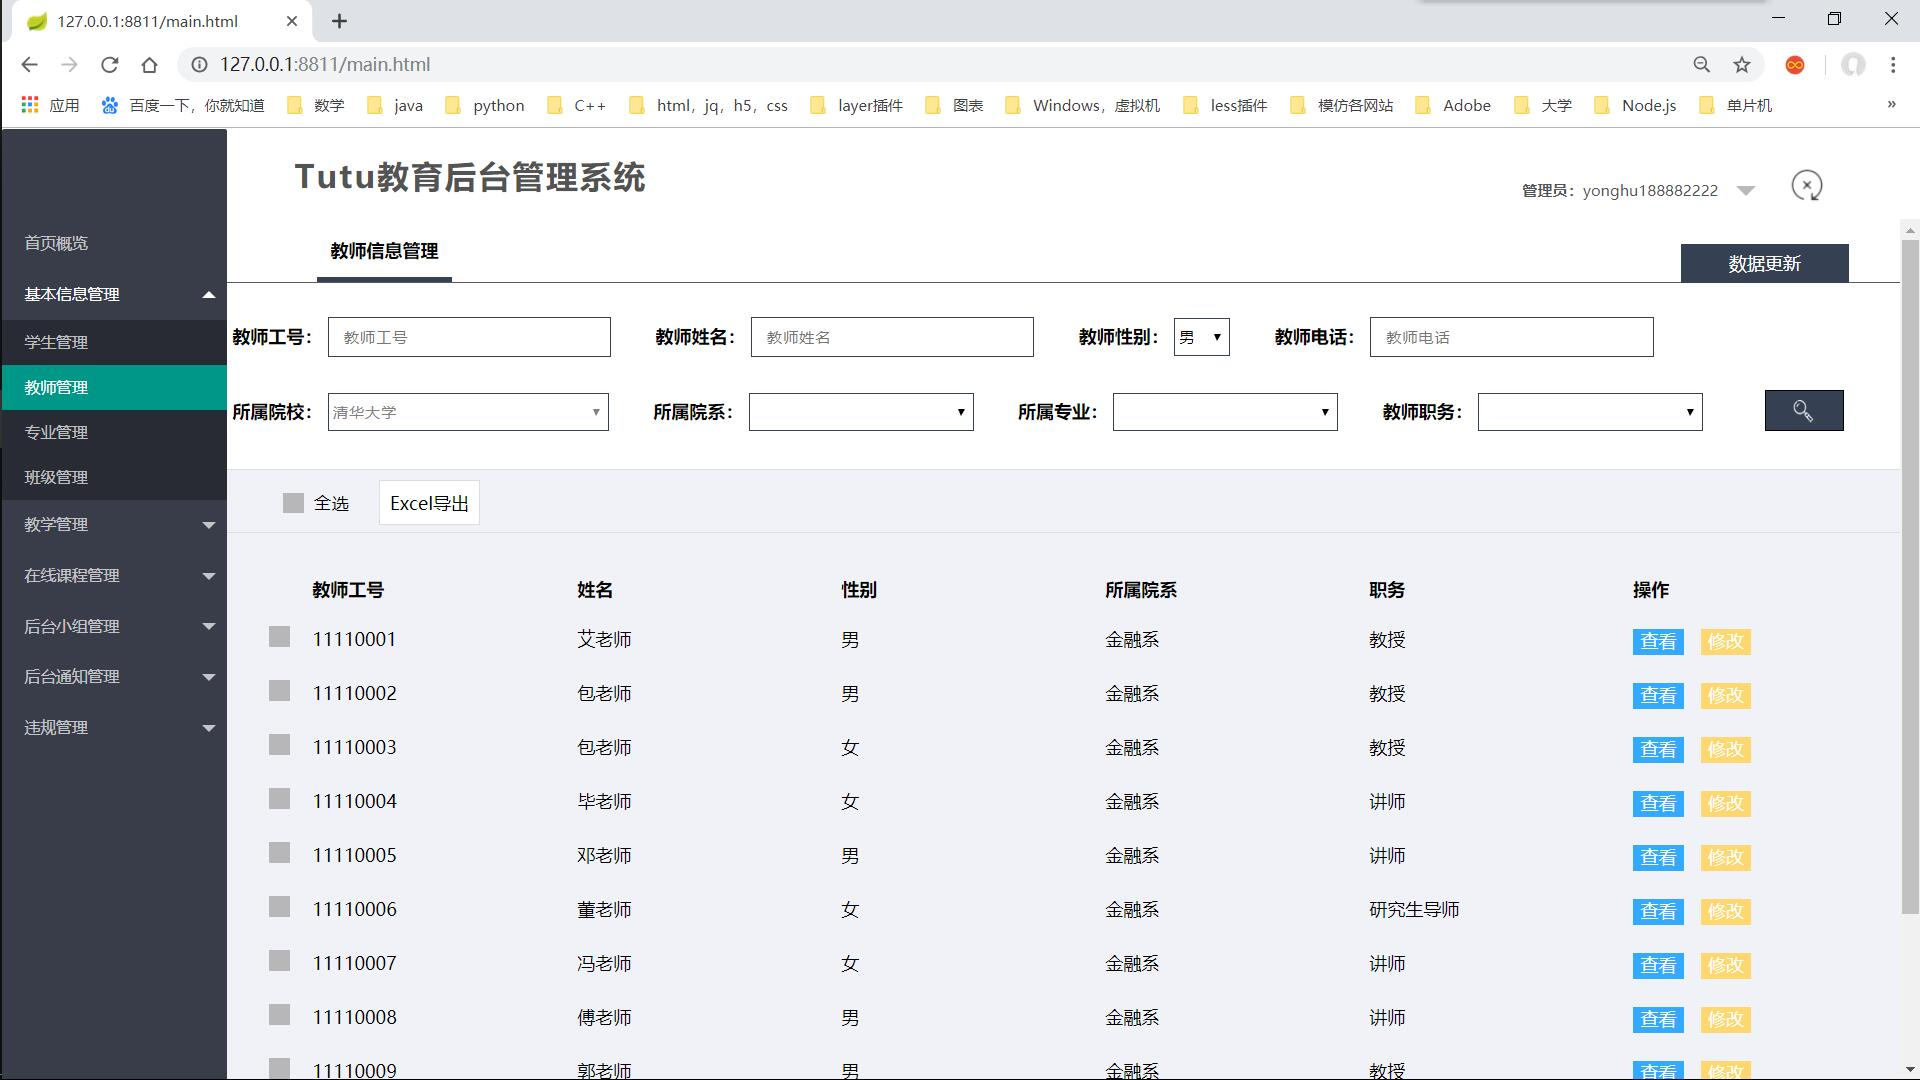 127.0.0.1:8811/main.html
127.0.0.1:8811/main.html
应用 百度一下，你就知道 数学 java python C++ html，jq，h5，css layer插件 图表 Windows，虚拟机 less插件 模仿各网站 Adobe 大学 Node.js 单片机 »
Tutu教育后台管理系统
管理员：yonghu188882222
首页概览
基本信息管理
学生管理
教师管理
专业管理
班级管理
教学管理
在线课程管理
后台小组管理
后台通知管理
违规管理
教师信息管理
数据更新
教师工号： 教师工号 教师姓名： 教师姓名 教师性别： 男 教师电话： 教师电话
所属院校： 清华大学 所属院系： 所属专业： 教师职务：
全选 Excel导出
教师工号 姓名 性别 所属院系 职务 操作
11110001 艾老师 男 金融系 教授 查看 修改
11110002 包老师 男 金融系 教授 查看 修改
11110003 包老师 女 金融系 教授 查看 修改
11110004 毕老师 女 金融系 讲师 查看 修改
11110005 邓老师 男 金融系 讲师 查看 修改
11110006 董老师 女 金融系 研究生导师 查看 修改
11110007 冯老师 女 金融系 讲师 查看 修改
11110008 傅老师 男 金融系 讲师 查看 修改
11110009 郭老师 男 金融系 教授 查看 修改